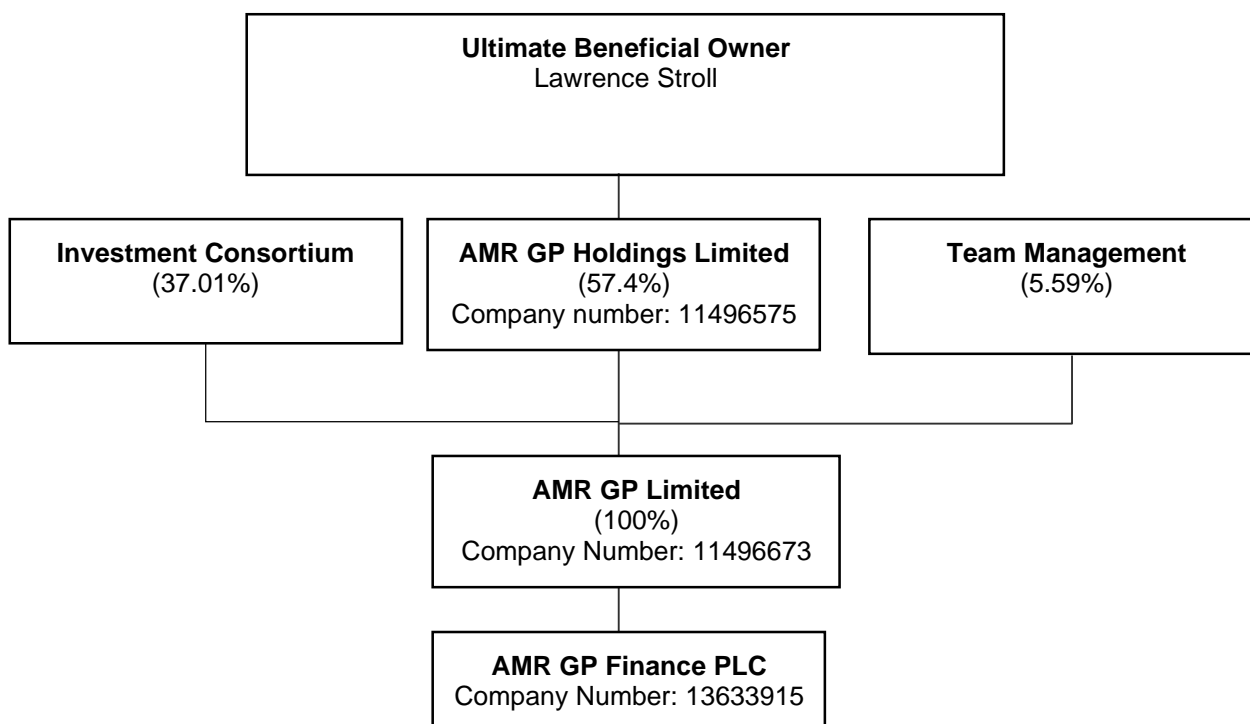 Ultimate Beneficial Owner
Lawrence Stroll
Investment Consortium
(37.01%)
AMR GP Holdings Limited
(57.4%)
Company number: 11496575
Team Management
(5.59%)
AMR GP Limited
(100%)
Company Number: 11496673
AMR GP Finance PLC
Company Number: 13633915